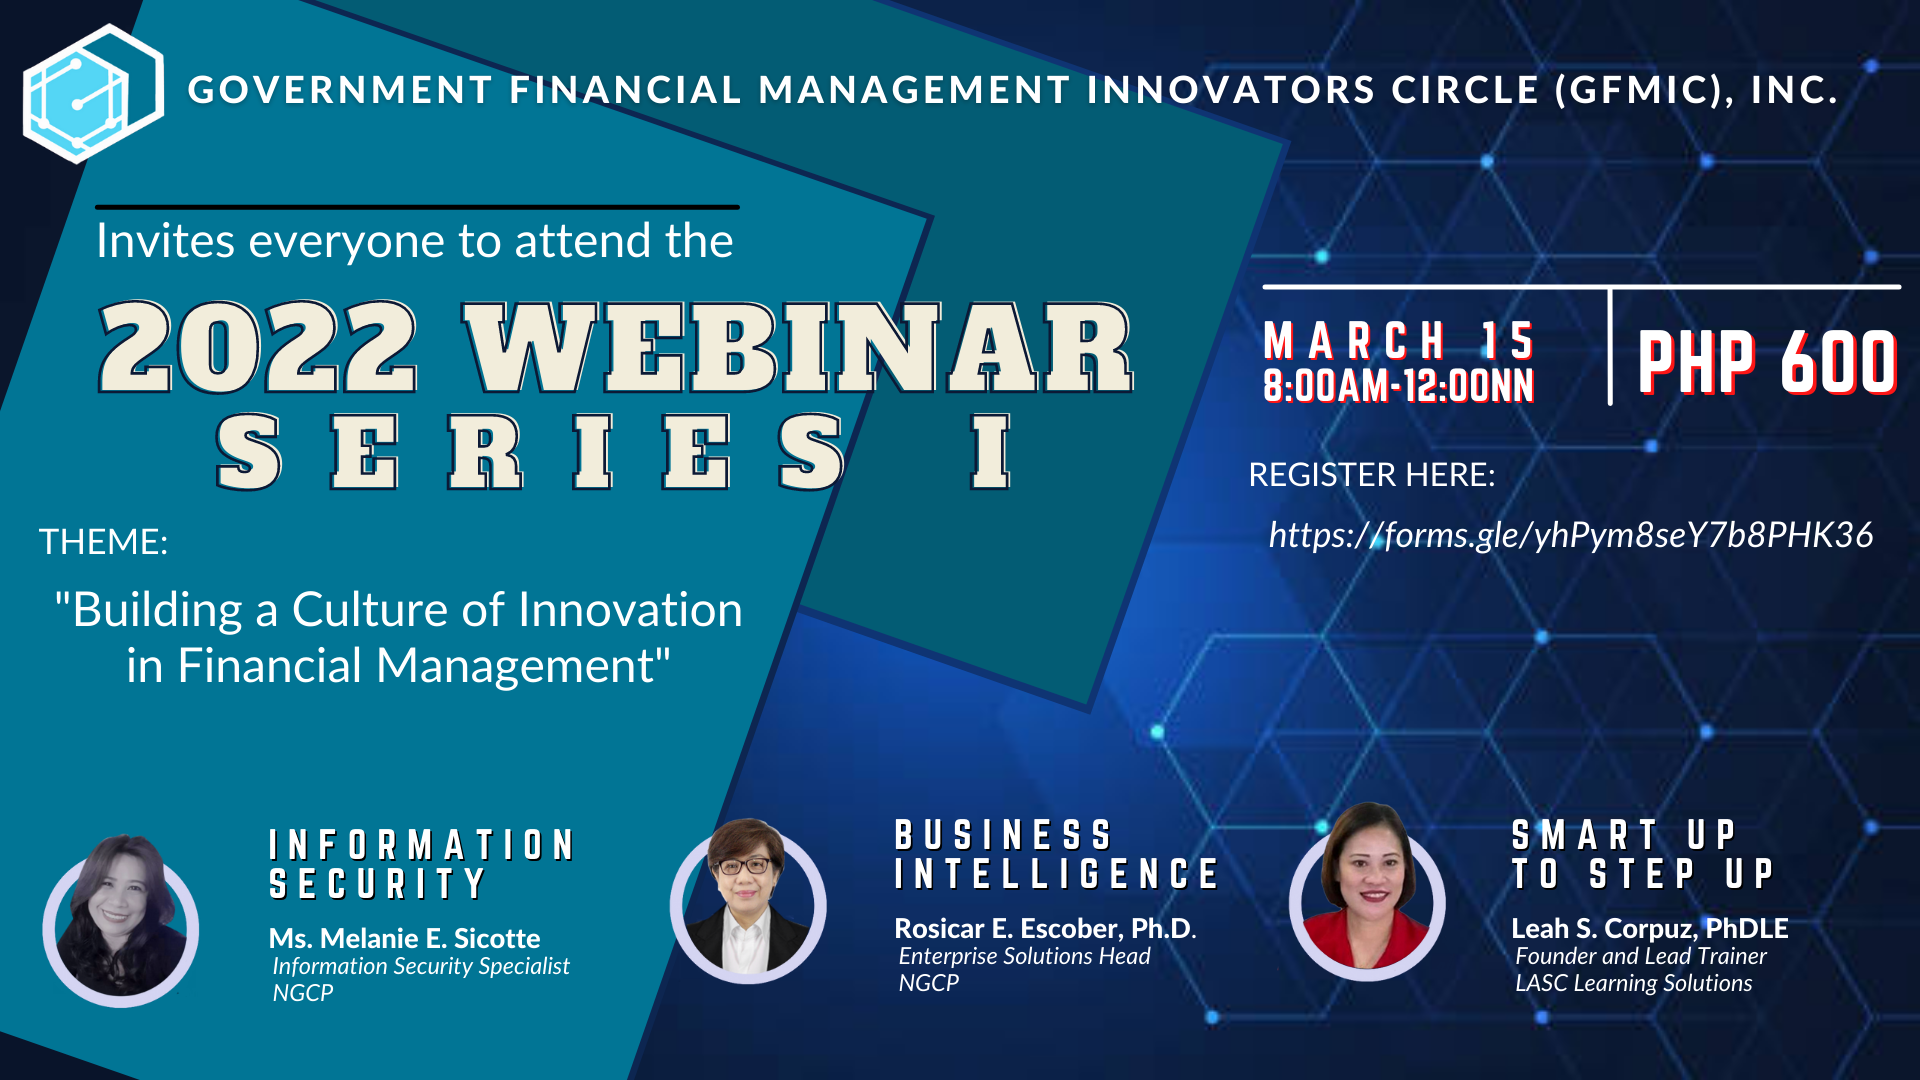 GOVERNMENT FINANCIAL MANAGEMENT INNOVATORS CIRCLE (GFMIC), INC.
Invites everyone to attend the
2022 WEBINAR
SERIES I
THEME:
"Building a Culture of Innovation
in Financial Management"
MARCH 15
8:00AM-12:00NN
PHP 600
REGISTER HERE:
https://forms.gle/yhPym8seY7b8PHK36
INFORMATION
SECURITY
Ms. Melanie E. Sicotte
Information Security Specialist
NGCP
BUSINESS
INTELLIGENCE
Rosicar E. Escober, Ph.D.
Enterprise Solutions Head
NGCP
SMART UP
TO STEP UP
Leah S. Corpuz, PhDLE
Founder and Lead Trainer
LASC Learning Solutions